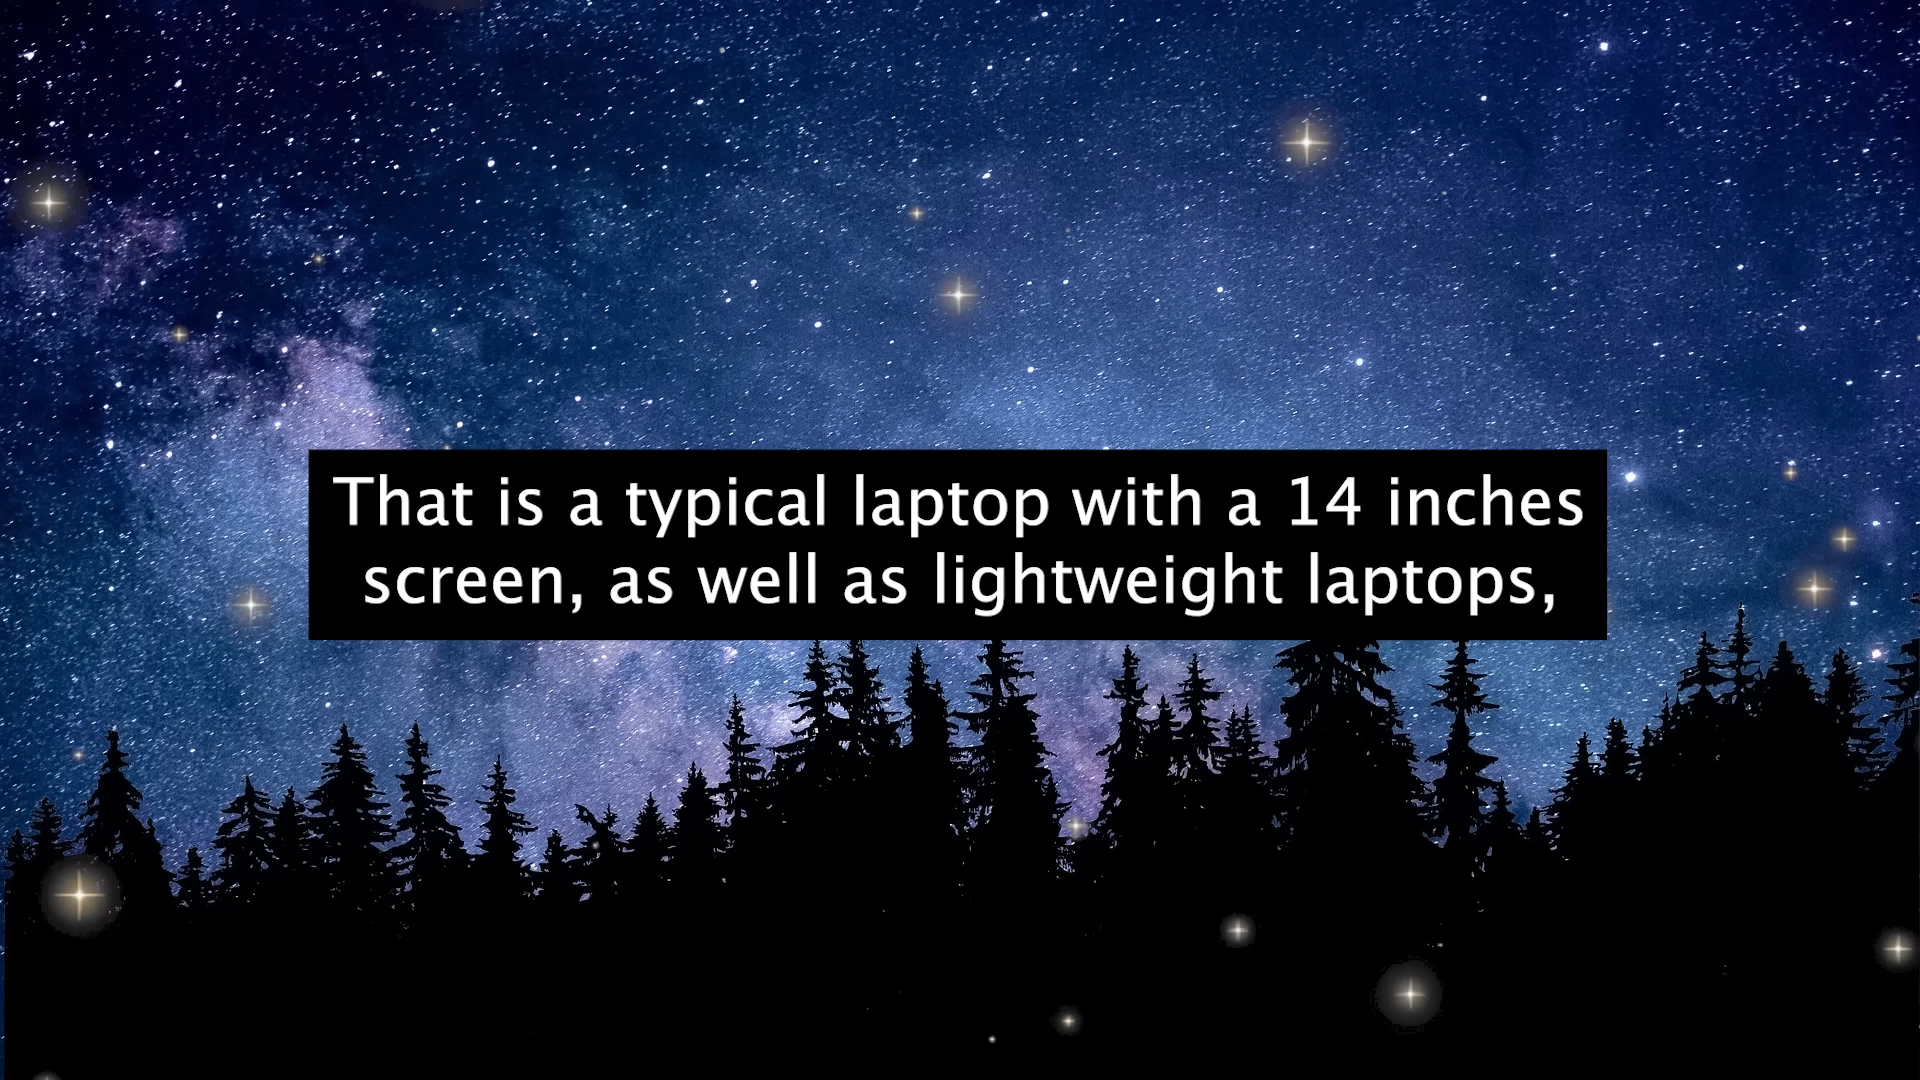 That is a typical laptop with a 14 inches
screen, as well as lightweight laptops,